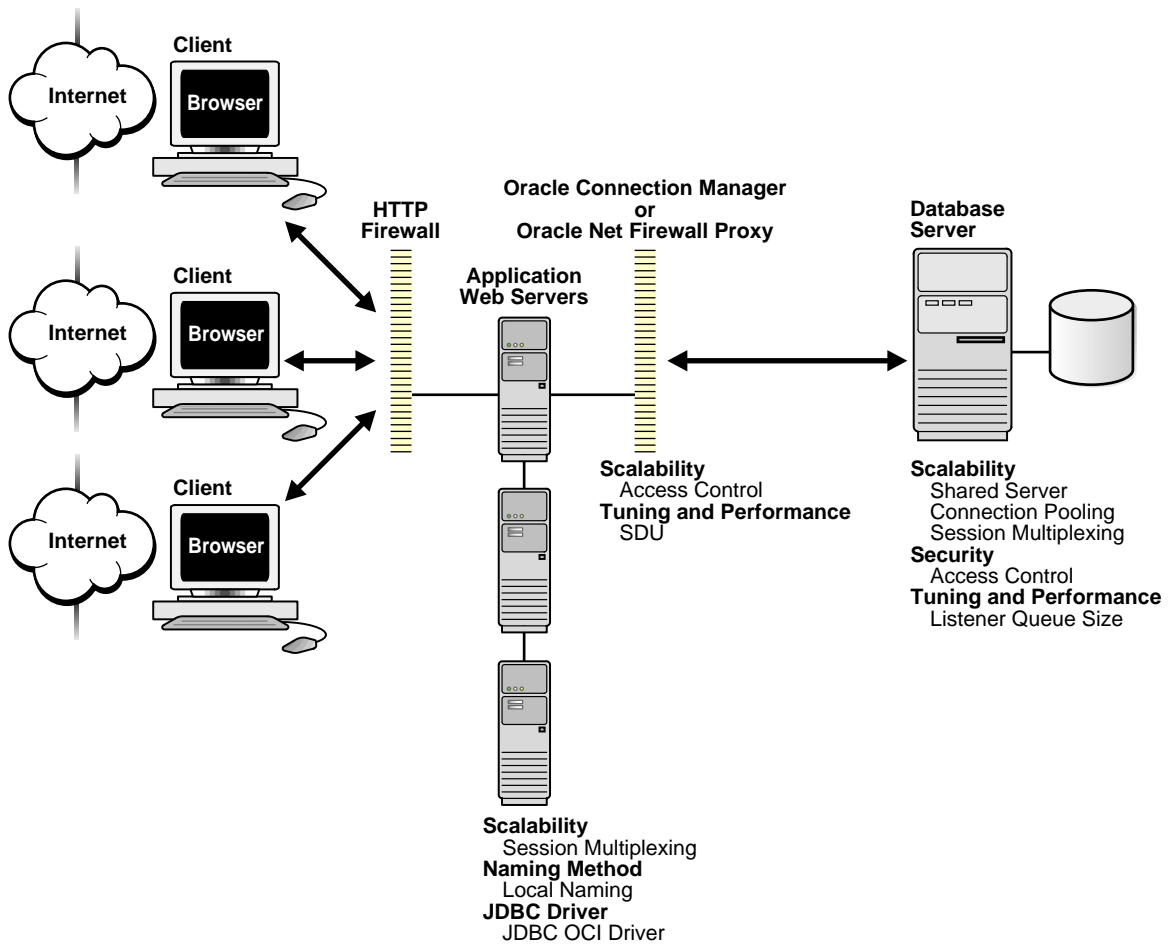 Client
Internet
Browser
Client
Internet
Browser
Client
Internet
Browser
HTTP
Firewall
Application
Web Servers
Oracle Connection Manager
or
Oracle Net Firewall Proxy
Database
Server
Scalability
Access Control
Tuning and Performance
SDU
Scalability
Shared Server
Connection Pooling
Session Multiplexing
Security
Access Control
Tuning and Performance
Listener Queue Size
Scalability
Session Multiplexing
Naming Method
Local Naming
JDBC Driver
JDBC OCI Driver